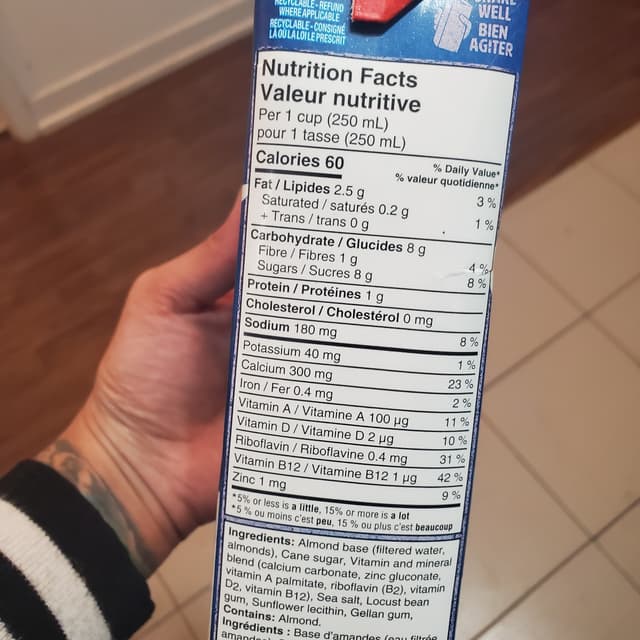 RECYCLABLE-REFUND
WHERE APPLICABLE
RECYCLABLE-CONSIGNÉ
LÀ OÙ LA LOI LE PRESCRIT
SHAKE
WELL
BIEN
AGITER
Nutrition Facts
Valeur nutritive
Per 1 cup (250 mL)
pour 1 tasse (250 mL)
Calories 60
% Daily Value*
% valeur quotidienne*
Fat / Lipides 2.5 g 3 %
Saturated / saturés 0.2 g
+ Trans / trans 0 g 1 %
Carbohydrate / Glucides 8 g
Fibre / Fibres 1 g 4 %
Sugars / Sucres 8 g 8 %
Protein / Protéines 1 g
Cholesterol / Cholestérol 0 mg
Sodium 180 mg 8 %
Potassium 40 mg 1 %
Calcium 300 mg 23 %
Iron / Fer 0.4 mg 2 %
Vitamin A / Vitamine A 100 µg 11 %
Vitamin D / Vitamine D 2 µg 10 %
Riboflavin / Riboflavine 0.4 mg 31 %
Vitamin B12 / Vitamine B12 1 µg 42 %
Zinc 1 mg 9 %
*5% or less is a little, 15% or more is a lot
*5 % ou moins c'est peu, 15 % ou plus c'est beaucoup
Ingredients: Almond base (filtered water,
almonds), Cane sugar, Vitamin and mineral
blend (calcium carbonate, zinc gluconate,
vitamin A palmitate, riboflavin (B2), vitamin
D2, vitamin B12), Sea salt, Locust bean
gum, Sunflower lecithin, Gellan gum,
Contains: Almond.
Ingrédients : Base d'amandes (eau filtrée,